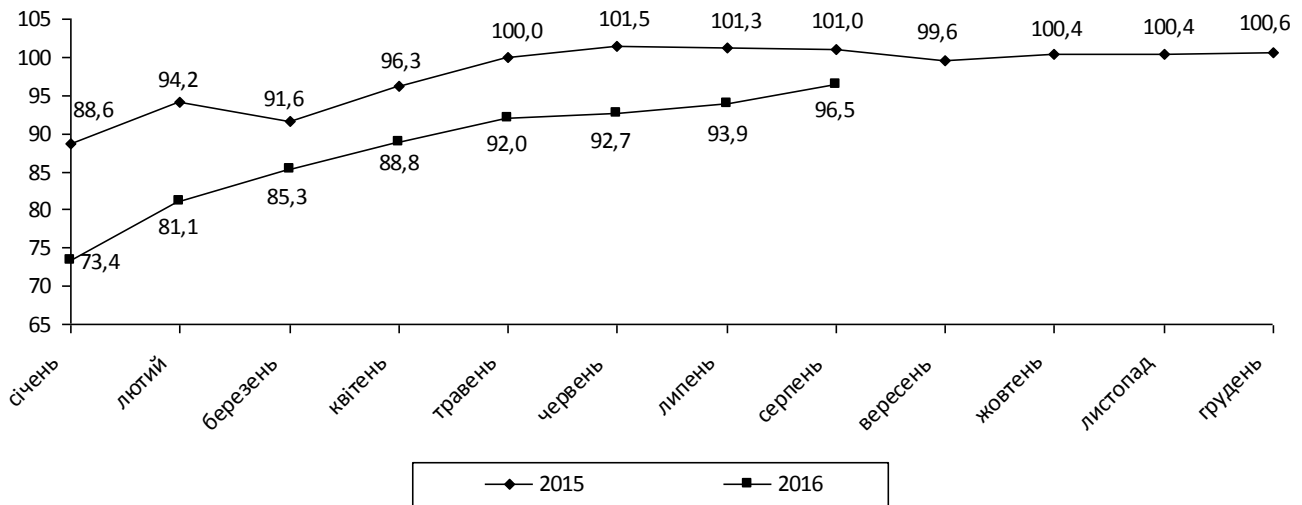 105
100
95
90
85
80
75
70
65
88,6
94,2
91,6
96,3
100,0
101,5
101,3
101,0
99,6
100,4
100,4
100,6
73,4
81,1
85,3
88,8
92,0
92,7
93,9
96,5
січень
лютий
березень
квітень
травень
червень
липень
серпень
вересень
жовтень
листопад
грудень
2015
2016